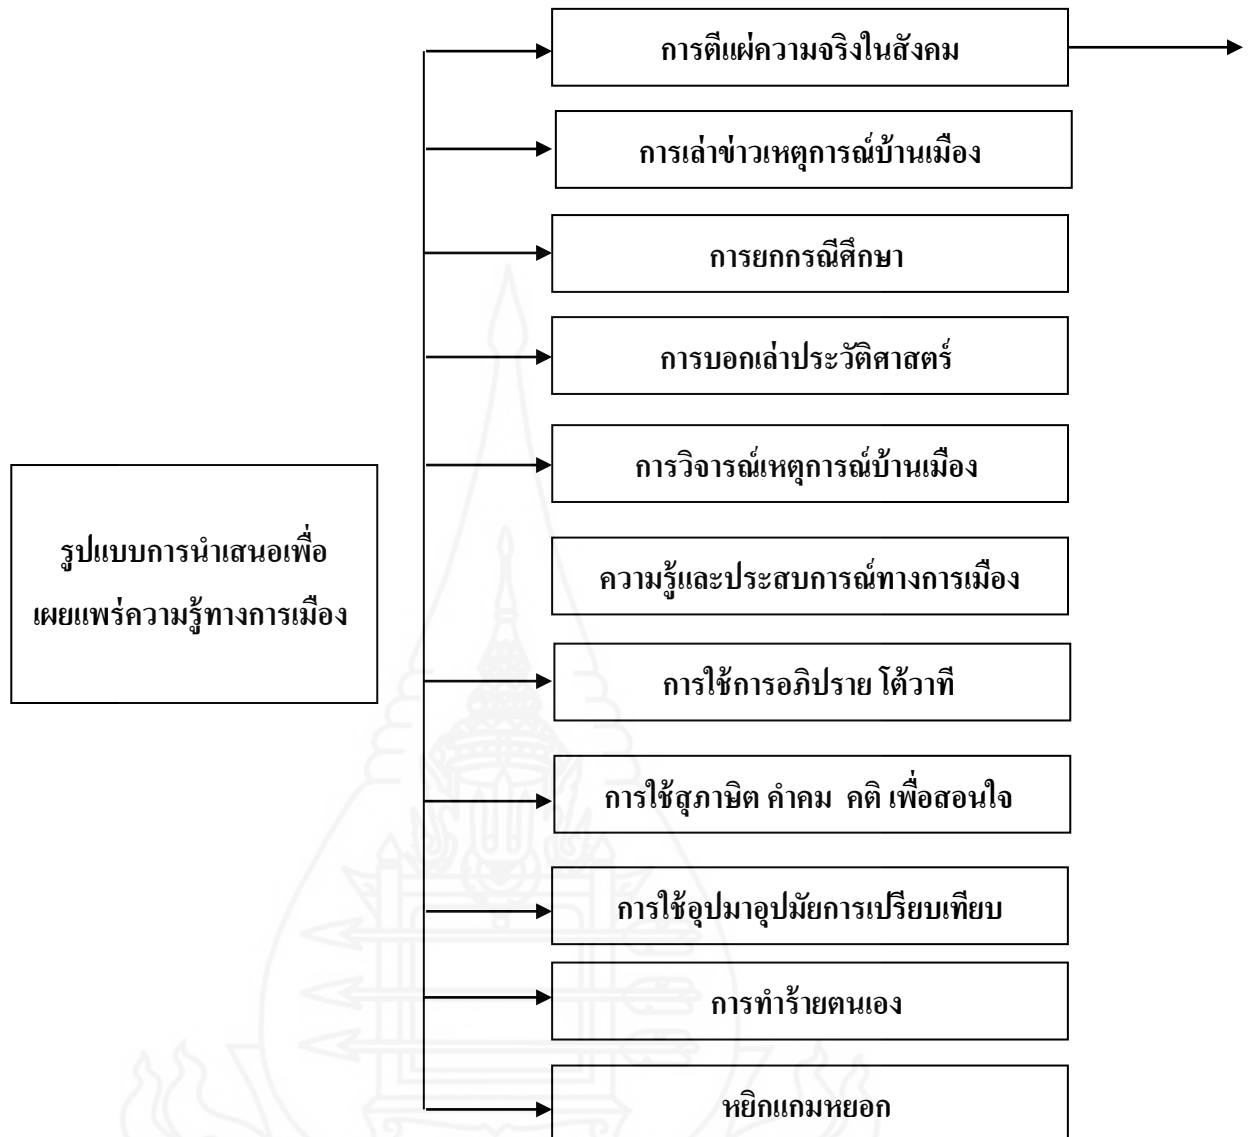 การตีแผ่ความจริงในสังคม
การเล่าข่าวเหตุการณ์บ้านเมือง
การยกกรณีศึกษา
การบอกเล่าประวัติศาสตร์
การวิจารณ์เหตุการณ์บ้านเมือง
รูปแบบการนำเสนอเพื่อ
เผยแพร่ความรู้ทางการเมือง
ความรู้และประสบการณ์ทางการเมือง
การใช้การอภิปราย โต้วาที
การใช้สุภาษิต คำคม คติ เพื่อสอนใจ
การใช้อุปมาอุปมัยการเปรียบเทียบ
การทำร้ายตนเอง
หยิกแกมหยอก